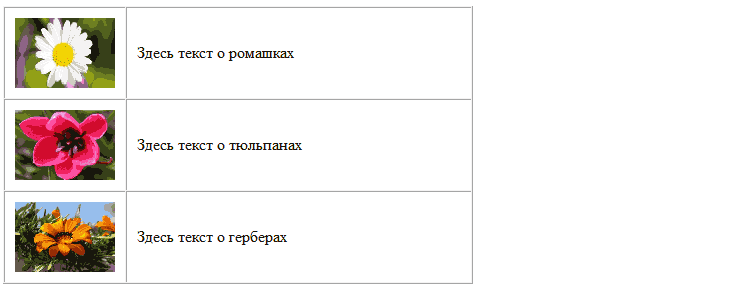 Здесь текст о ромашках
Здесь текст о тюльпанах
Здесь текст о герберах